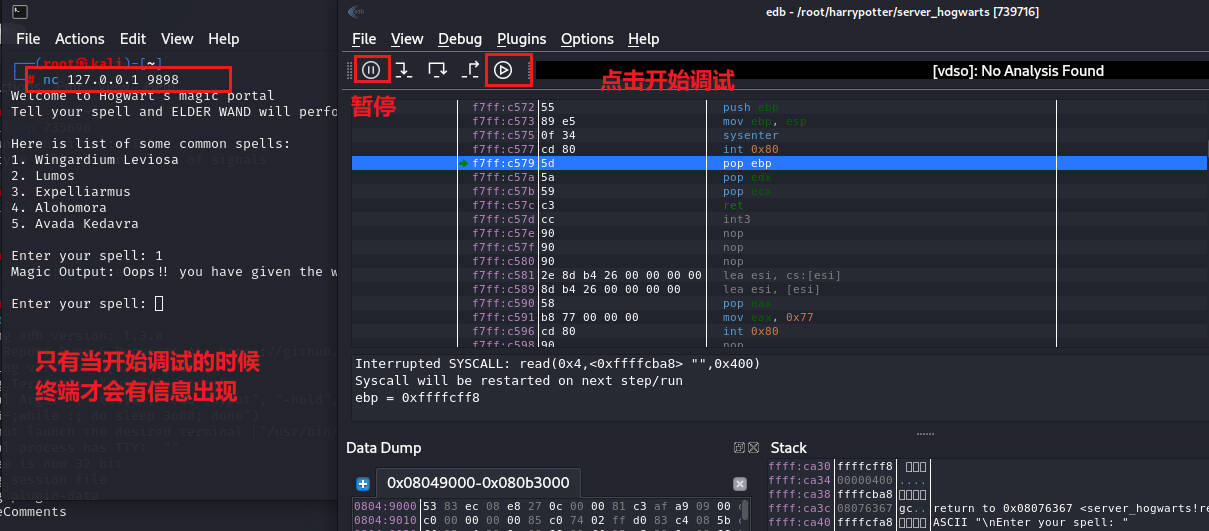 edb - /root/harrypotter/server_hogwarts [739716]
File Actions Edit View Help
File View Debug Plugins Options Help
(root㉿kali)-[~]
# nc 127.0.0.1 9898
Welcome to Hogwart's magic portal
Tell your spell and ELDER WAND will perfo
Here is list of some common spells:
1. Wingardium Leviosa
2. Lumos
3. Expelliarmus
4. Alohomora
5. Avada Kedavra
Enter your spell: 1
Magic Output: Oops!! you have given the w
Enter your spell:
只有当开始调试的时候
终端才会有信息出现
eComments
暂停
点击开始调试
[vdso]: No Analysis Found
f7ff:c572 55 push ebp
f7ff:c573 89 e5 mov ebp, esp
f7ff:c575 0f 34 sysenter
f7ff:c577 cd 80 int 0x80
f7ff:c579 5d pop ebp
f7ff:c57a 5a pop edx
f7ff:c57b 59 pop ecx
f7ff:c57c c3 ret
f7ff:c57d cc int3
f7ff:c57e 90 nop
f7ff:c57f 90 nop
f7ff:c580 90 nop
f7ff:c581 2e 8d b4 26 00 00 00 00 lea esi, cs:[esi]
f7ff:c589 8d b4 26 00 00 00 00 lea esi, [esi]
f7ff:c590 58 pop eax
f7ff:c591 b8 77 00 00 00 mov eax, 0x77
f7ff:c596 cd 80 int 0x80
f7ff:c598 90 nop
Interrupted SYSCALL: read(0x4,<0xffffcba8> "",0x400)
Syscall will be restarted on next step/run
ebp = 0xffffcff8
Data Dump
0x08049000-0x080b3000
0804:9000 53 83 ec 08 e8 27 0c 00 00 81 c3 af a9 09 00
0804:9010 c0 00 00 00 00 85 c0 74 02 ff d0 83 c4 08 5b
Stack
ffff:ca30 ffffcff8
ffff:ca34 00000400 ....
ffff:ca38 ffffcba8
ffff:ca3c 08076367 gc.. return to 0x08076367 <server_hogwarts!re
ffff:ca40 ffffcfa8 ASCII "\nEnter your spell: "